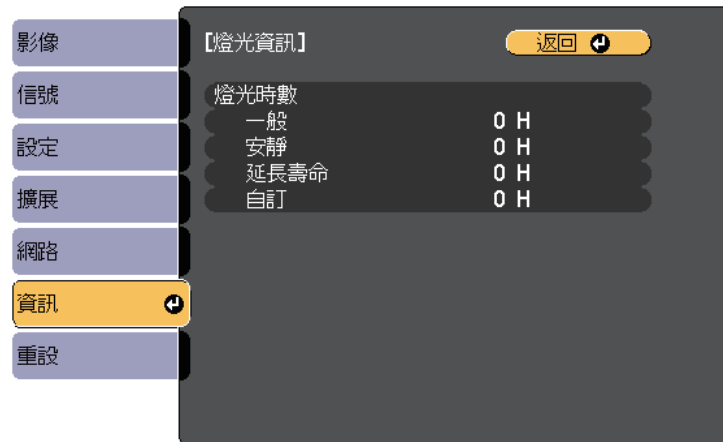 影像
信號
設定
擴展
網路
資訊
重設
[燈光資訊] 返回
燈光時數
一般 0 H
安靜 0 H
延長壽命 0 H
自訂 0 H